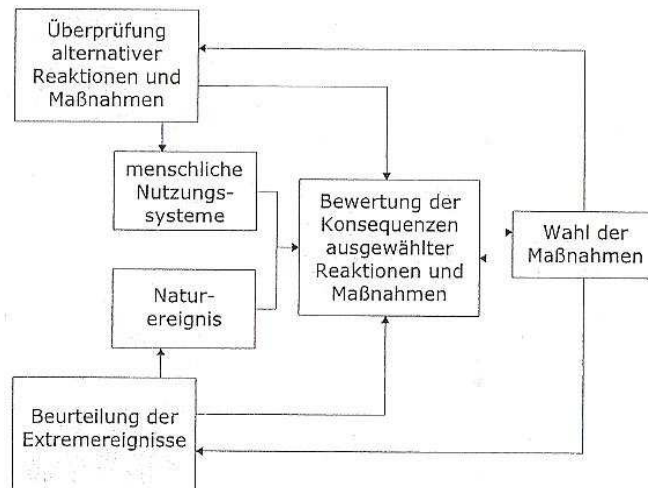 Überprüfung
alternativer
Reaktionen und
Maßnahmen
menschliche
Nutzungs-
systeme
Bewertung der
Konsequenzen
ausgewählter
Reaktionen und
Maßnahmen
Wahl der
Maßnahmen
Natur-
ereignis
Beurteilung der
Extremereignisse